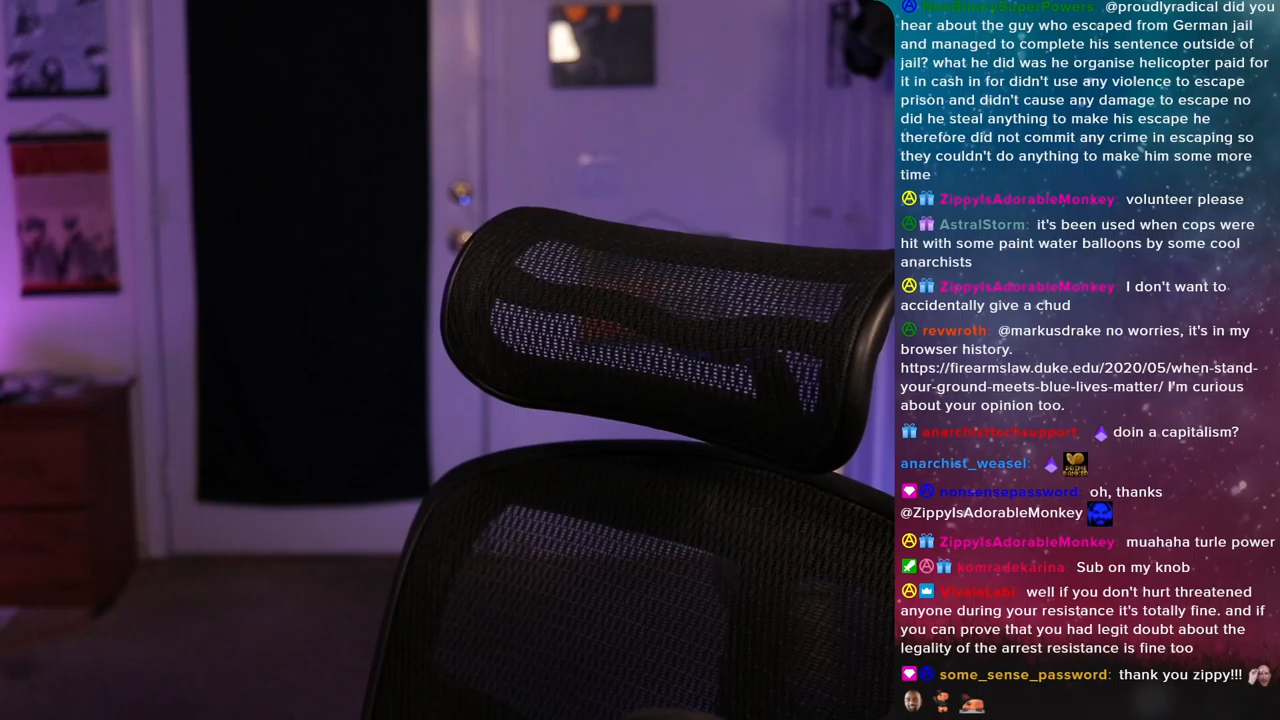 NonBinarySuperPowers: @proudlyradical did you
hear about the guy who escaped from German jail
and managed to complete his sentence outside of
jail? what he did was he organise helicopter paid for
it in cash in for didn't use any violence to escape
prison and didn't cause any damage to escape no
did he steal anything to make his escape he
therefore did not commit any crime in escaping so
they couldn't do anything to make him some more
time
ZippyIsAdorableMonkey: volunteer please
AstralStorm: it's been used when cops were
hit with some paint water balloons by some cool
anarchists
ZippyIsAdorableMonkey: I don't want to
accidentally give a chud
revwroth: @markusdrake no worries, it's in my
browser history.
https://firearmslaw.duke.edu/2020/05/when-stand-
your-ground-meets-blue-lives-matter/ I'm curious
about your opinion too.
anarchisttechsupport: doin a capitalism?
anarchist_weasel:
nonsensepassword: oh, thanks
@ZippyIsAdorableMonkey
ZippyIsAdorableMonkey: muahaha turle power
komradekarina: Sub on my knob
VivalaLabi: well if you don't hurt threatened
anyone during your resistance it's totally fine. and if
you can prove that you had legit doubt about the
legality of the arrest resistance is fine too
some_sense_password: thank you zippy!!!